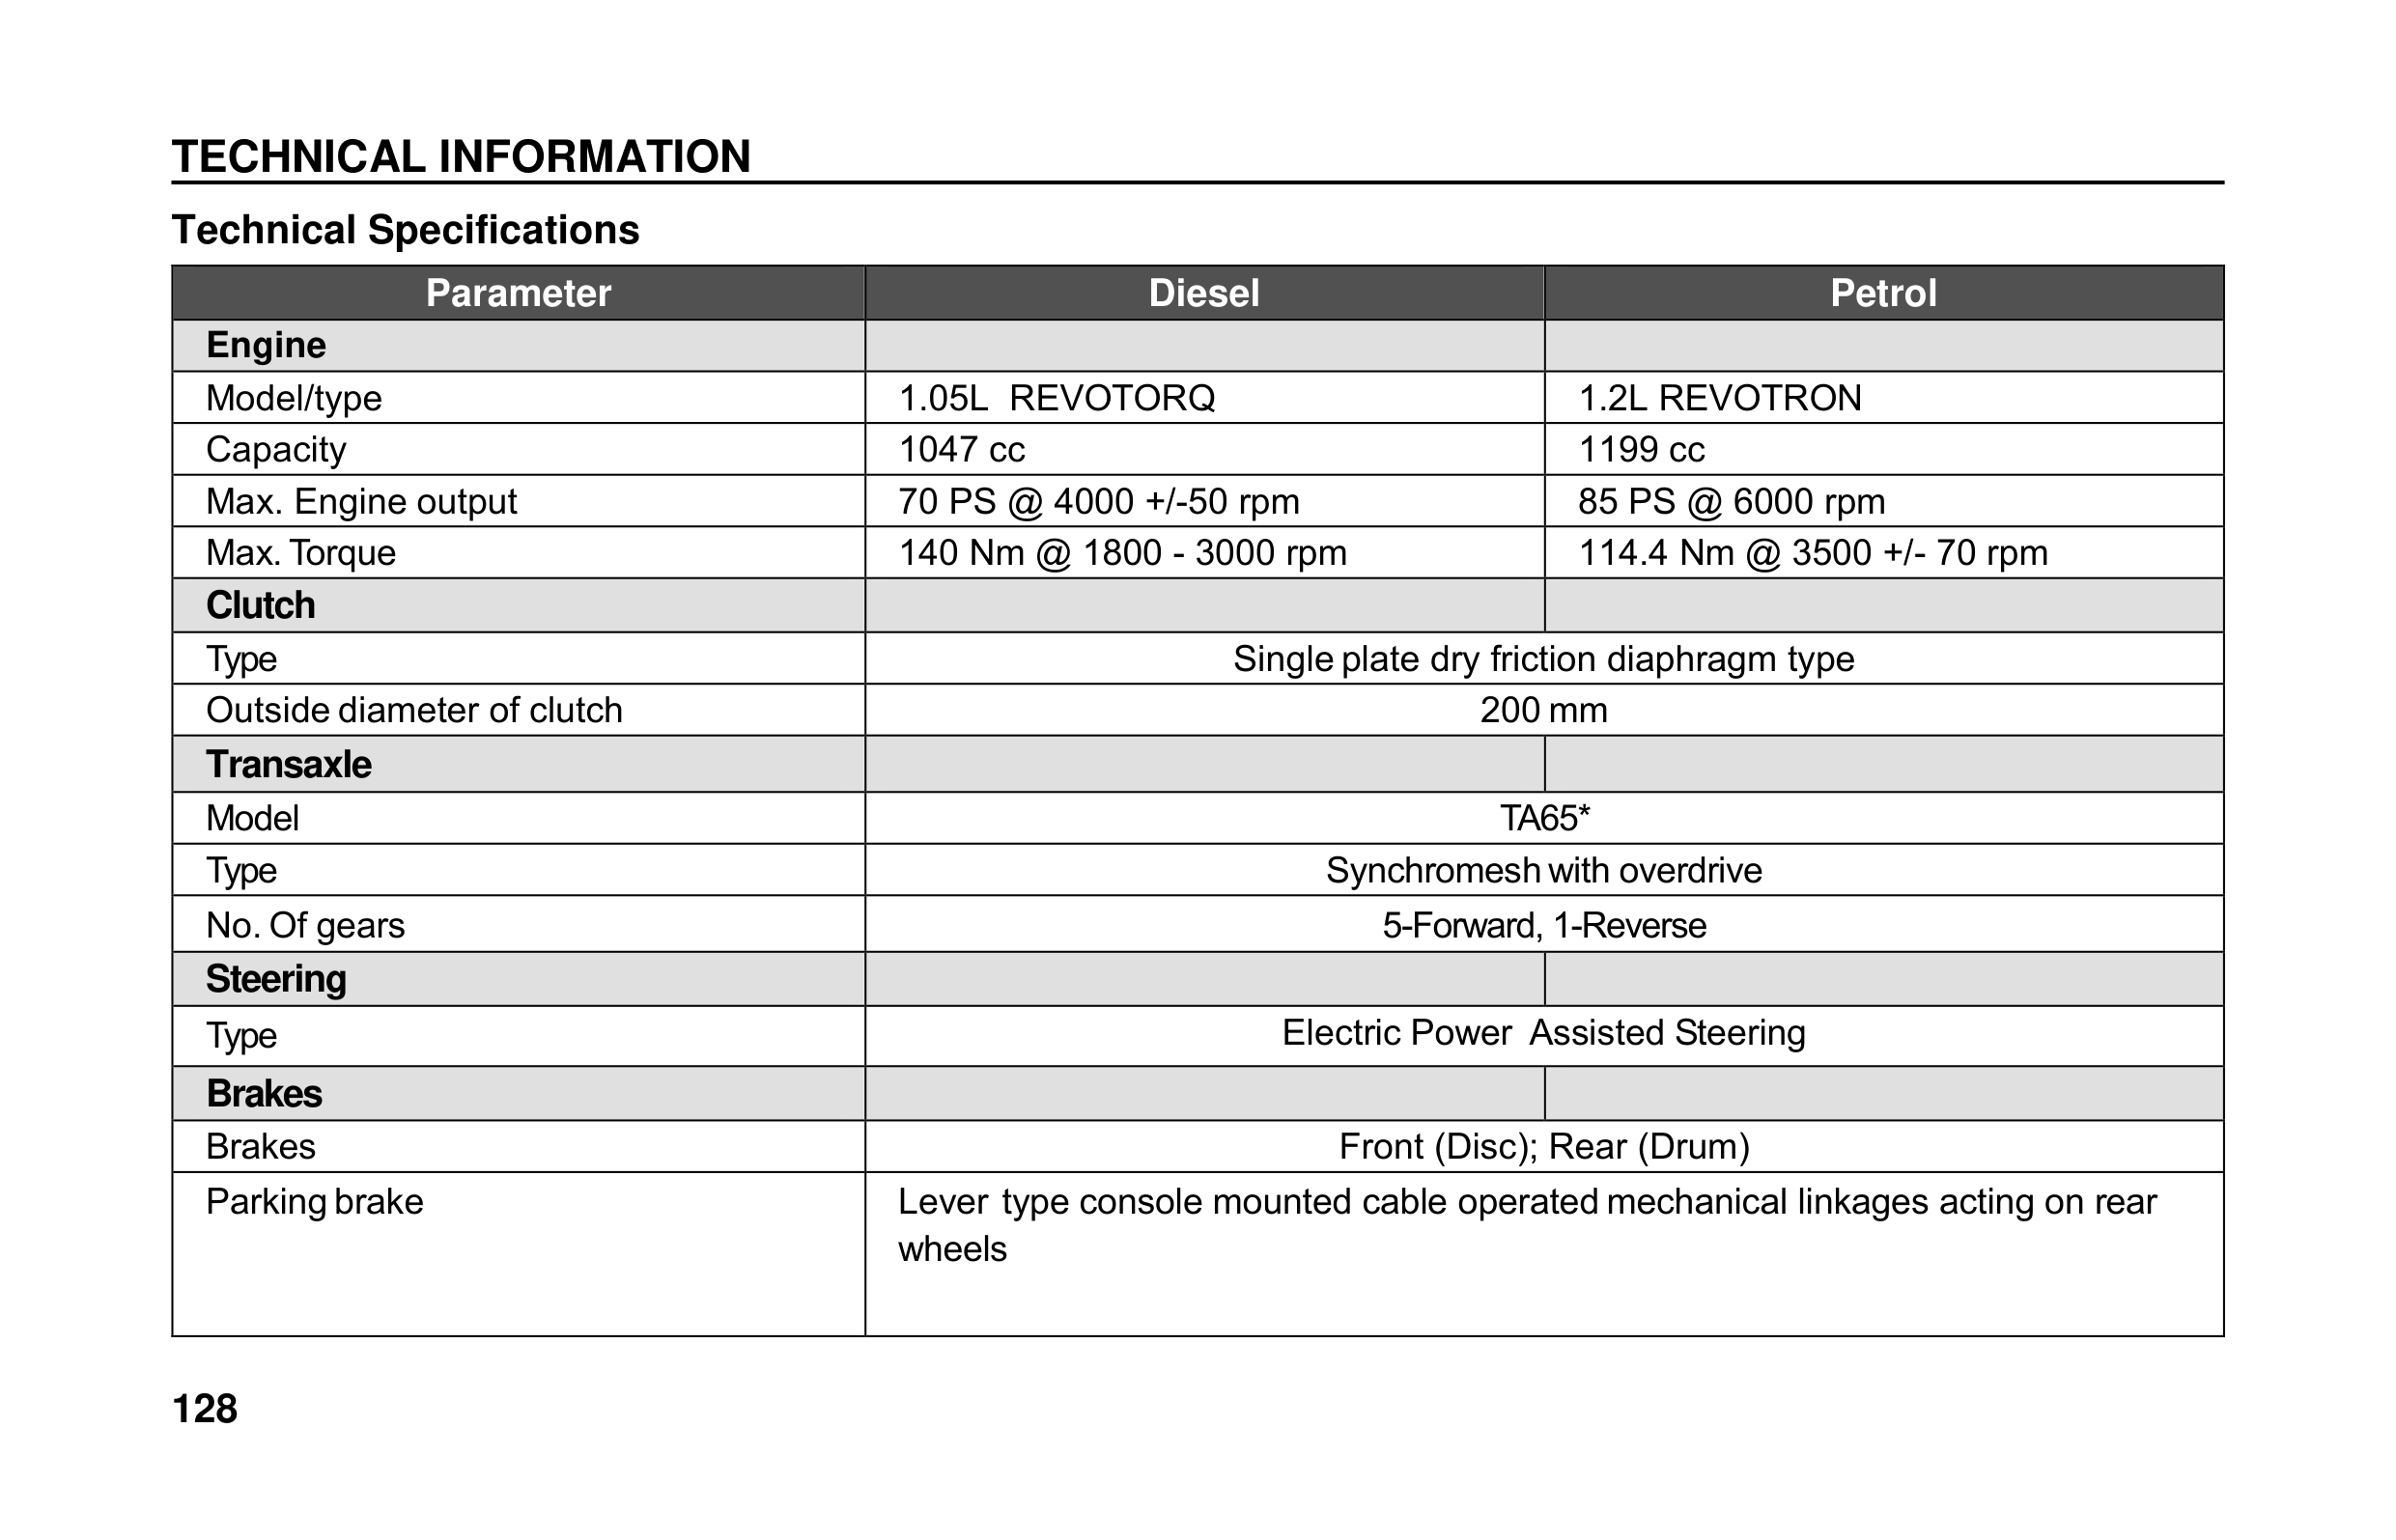 TECHNICAL INFORMATION
Technical Specifications
Parameter Diesel Petrol
Engine
Model/type 1.05L REVOTORQ 1.2L REVOTRON
Capacity 1047 cc 1199 cc
Max. Engine output 70 PS @ 4000 +/-50 rpm 85 PS @ 6000 rpm
Max. Torque 140 Nm @ 1800 - 3000 rpm 114.4 Nm @ 3500 +/- 70 rpm
Clutch
Type Single plate dry friction diaphragm type
Outside diameter of clutch 200 mm
Transaxle
Model TA65*
Type Synchromesh with overdrive
No. Of gears 5-Forward, 1-Reverse
Steering
Type Electric Power Assisted Steering
Brakes
Brakes Front (Disc); Rear (Drum)
Parking brake Lever type console mounted cable operated mechanical linkages acting on rear
wheels
128